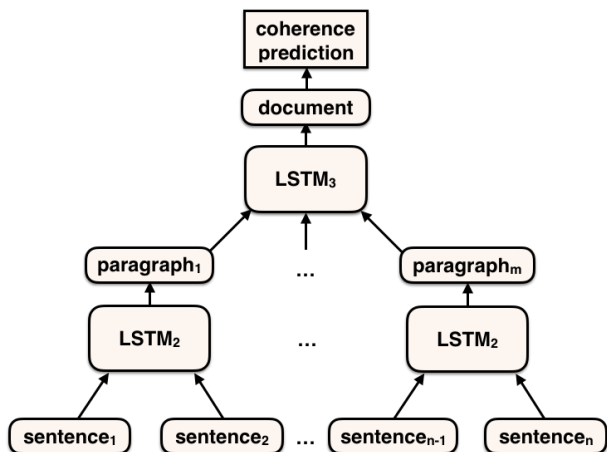 coherence
prediction
document
LSTM₃
paragraph₁ ... paragraphₘ
LSTM₂ ... LSTM₂
sentence₁ sentence₂ ... sentenceₙ₋₁ sentenceₙ